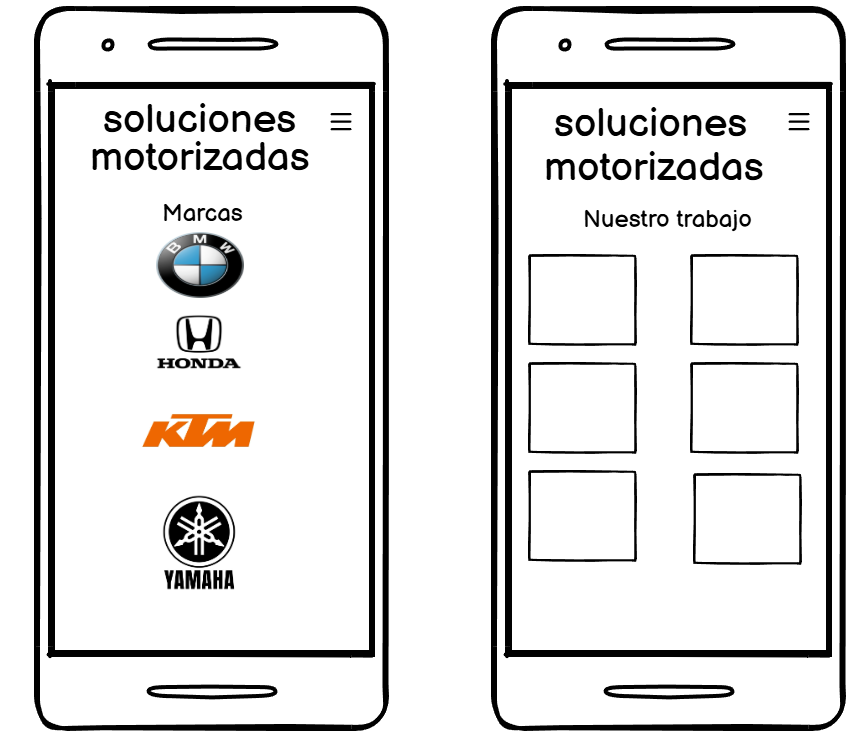 soluciones
motorizadas
Marcas
BMW
HONDA
KTM
YAMAHA
soluciones
motorizadas
Nuestro trabajo